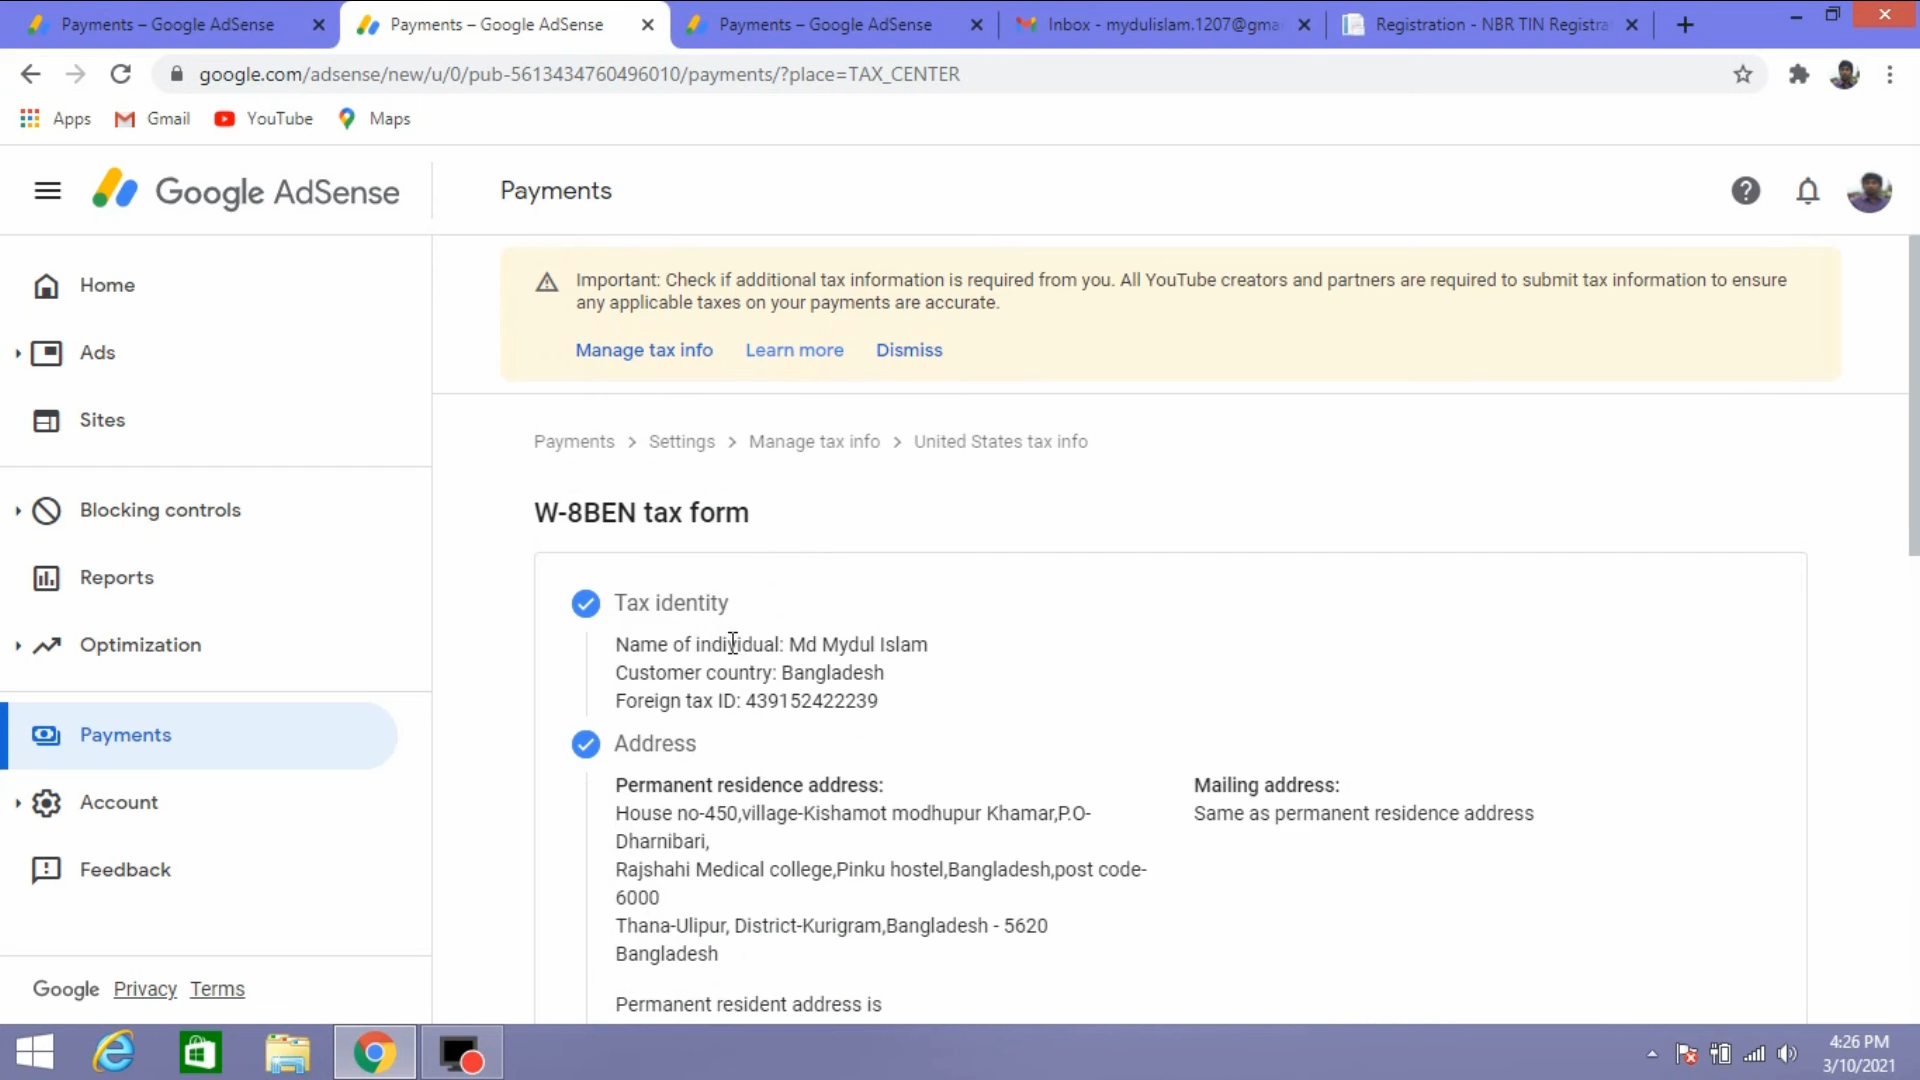 Payments – Google AdSense
Payments – Google AdSense
Payments – Google AdSense
Inbox - mydulislam.1207@gma
Registration - NBR TIN Registra
google.com/adsense/new/u/0/pub-5613434760496010/payments/?place=TAX_CENTER
Apps
Gmail
YouTube
Maps
Google AdSense
Payments
Home
Ads
Sites
Blocking controls
Reports
Optimization
Payments
Account
Feedback
Google Privacy Terms
Important: Check if additional tax information is required from you. All YouTube creators and partners are required to submit tax information to ensure
any applicable taxes on your payments are accurate.
Manage tax info Learn more Dismiss
Payments > Settings > Manage tax info > United States tax info
W-8BEN tax form
Tax identity
Name of individual: Md Mydul Islam
Customer country: Bangladesh
Foreign tax ID: 439152422239
Address
Permanent residence address:
House no-450,village-Kishamot modhupur Khamar,P.O-
Dharnibari,
Rajshahi Medical college,Pinku hostel,Bangladesh,post code-
6000
Thana-Ulipur, District-Kurigram,Bangladesh - 5620
Bangladesh
Mailing address:
Same as permanent residence address
Permanent resident address is
4:26 PM
3/10/2021